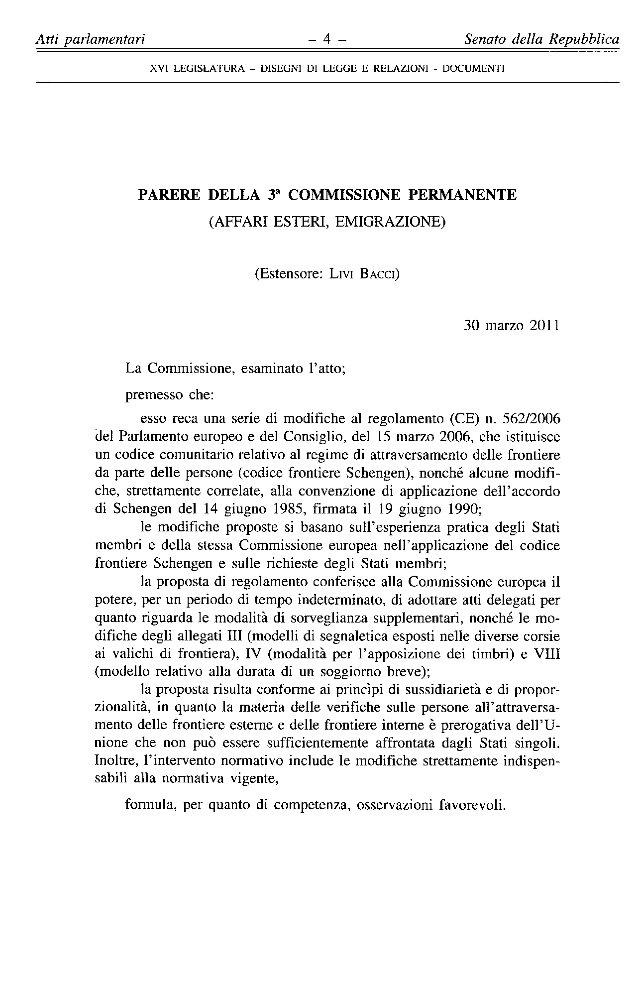 Atti parlamentari – 4 – Senato della Repubblica
XVI LEGISLATURA – DISEGNI DI LEGGE E RELAZIONI - DOCUMENTI
PARERE DELLA 3ª COMMISSIONE PERMANENTE
(AFFARI ESTERI, EMIGRAZIONE)
(Estensore: LIVI BACCI)
30 marzo 2011
La Commissione, esaminato l'atto;
premesso che:
esso reca una serie di modifiche al regolamento (CE) n. 562/2006
del Parlamento europeo e del Consiglio, del 15 marzo 2006, che istituisce
un codice comunitario relativo al regime di attraversamento delle frontiere
da parte delle persone (codice frontiere Schengen), nonché alcune modifi-
che, strettamente correlate, alla convenzione di applicazione dell'accordo
di Schengen del 14 giugno 1985, firmata il 19 giugno 1990;
le modifiche proposte si basano sull'esperienza pratica degli Stati
membri e della stessa Commissione europea nell'applicazione del codice
frontiere Schengen e sulle richieste degli Stati membri;
la proposta di regolamento conferisce alla Commissione europea il
potere, per un periodo di tempo indeterminato, di adottare atti delegati per
quanto riguarda le modalità di sorveglianza supplementari, nonché le mo-
difiche degli allegati III (modelli di segnaletica esposti nelle diverse corsie
ai valichi di frontiera), IV (modalità per l'apposizione dei timbri) e VIII
(modello relativo alla durata di un soggiorno breve);
la proposta risulta conforme ai princìpi di sussidiarietà e di propor-
zionalità, in quanto la materia delle verifiche sulle persone all'attraversa-
mento delle frontiere esterne e delle frontiere interne è prerogativa dell'U-
nione che non può essere sufficientemente affrontata dagli Stati singoli.
Inoltre, l'intervento normativo include le modifiche strettamente indispen-
sabili alla normativa vigente,
formula, per quanto di competenza, osservazioni favorevoli.